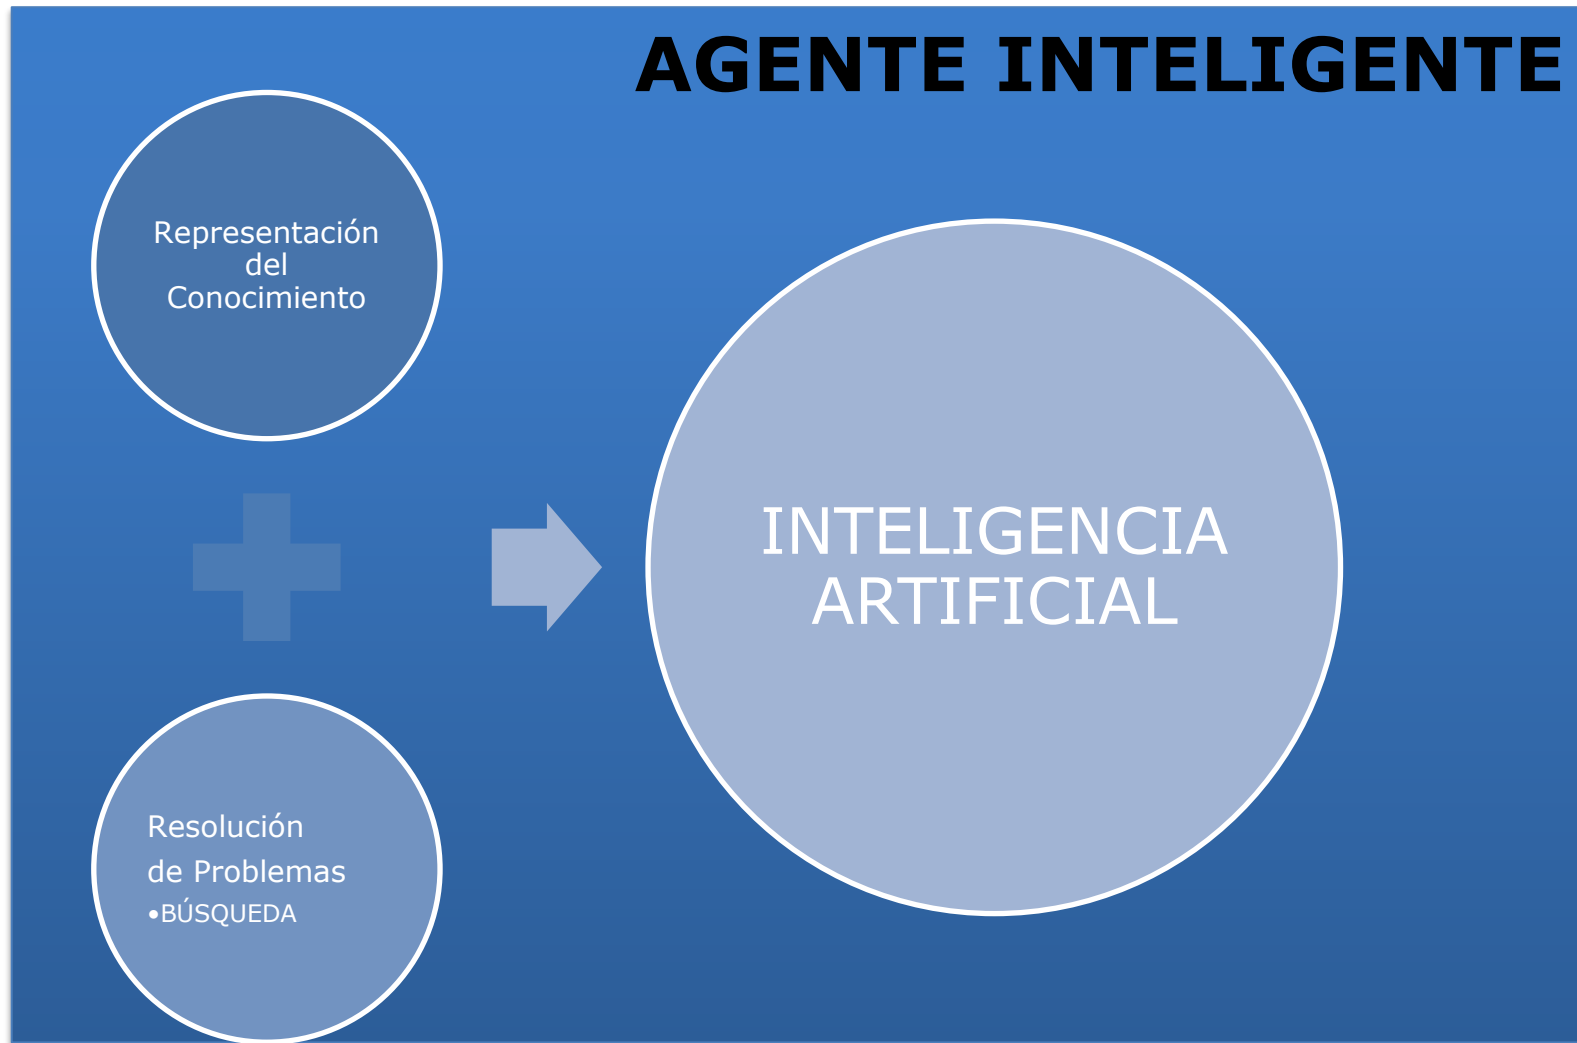 AGENTE INTELIGENTE
Representación
del
Conocimiento
Resolución
de Problemas
•BÚSQUEDA
INTELIGENCIA
ARTIFICIAL